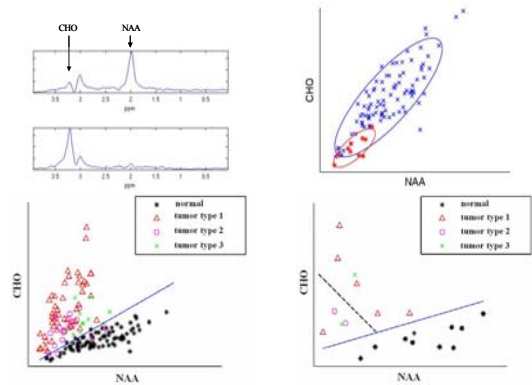 CHO
NAA
3.5 3 2.5 2 1.5 1 0.5
ppm
3.5 3 2.5 2 1.5 1 0.5
ppm
CHO
NAA
normal
tumor type 1
tumor type 2
tumor type 3
CHO
NAA
normal
tumor type 1
tumor type 2
tumor type 3
CHO
NAA